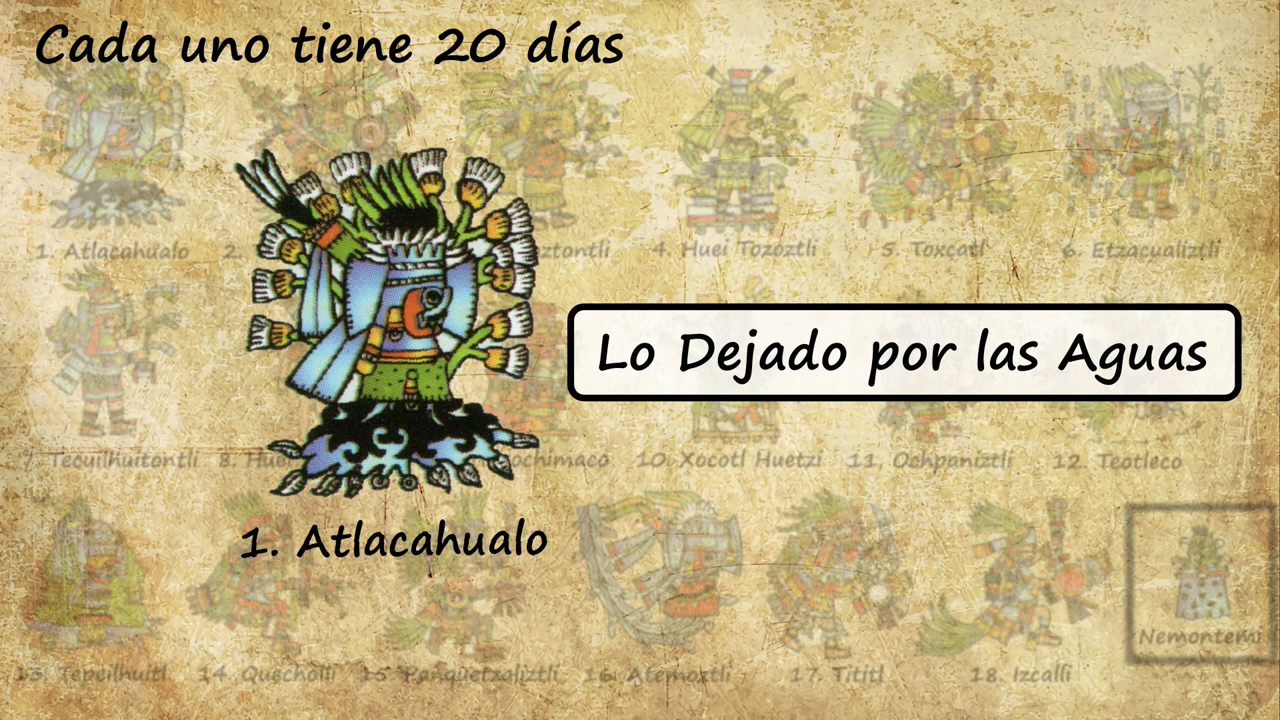 Cada uno tiene 20 días
1. Atlacahualo
2.
4. Huei Tozoztli
5. Toxcatl
6. Etzacualiztli
Lo Dejado por las Aguas
7. Tecuilhuitontli
8.
10. Xocotl Huetzi
11, Ochpaniztli
12. Teotleco
1. Atlacahualo
Nemontemi
13. Tepeilhuitl
14 Quecholli
15 Panquetzaliztli
16. Atemoztli
17. Tititl
18. Izcalli